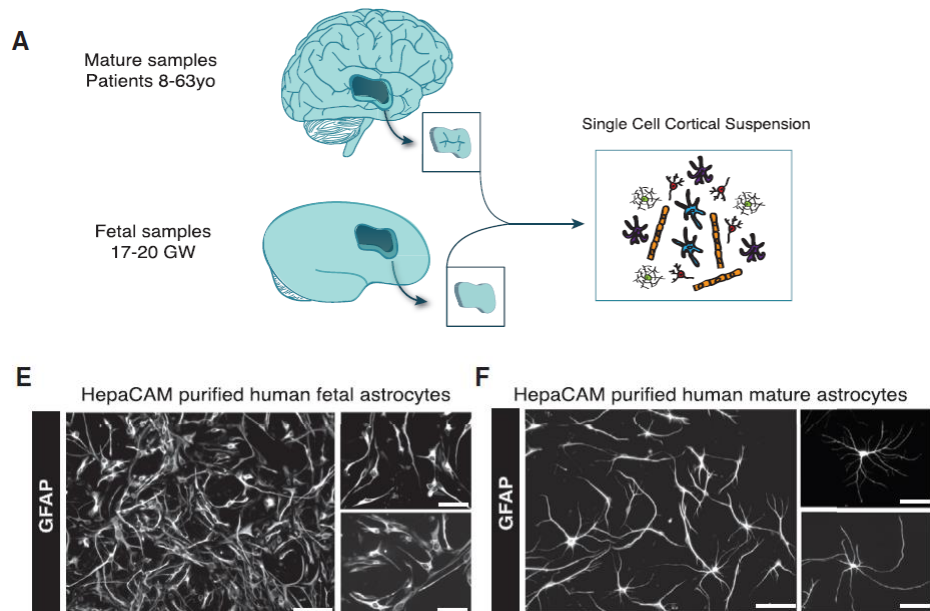 A
Mature samples
Patients 8-63yo
Single Cell Cortical Suspension
Fetal samples
17-20 GW
E
HepaCAM purified human fetal astrocytes
GFAP
F
HepaCAM purified human mature astrocytes
GFAP